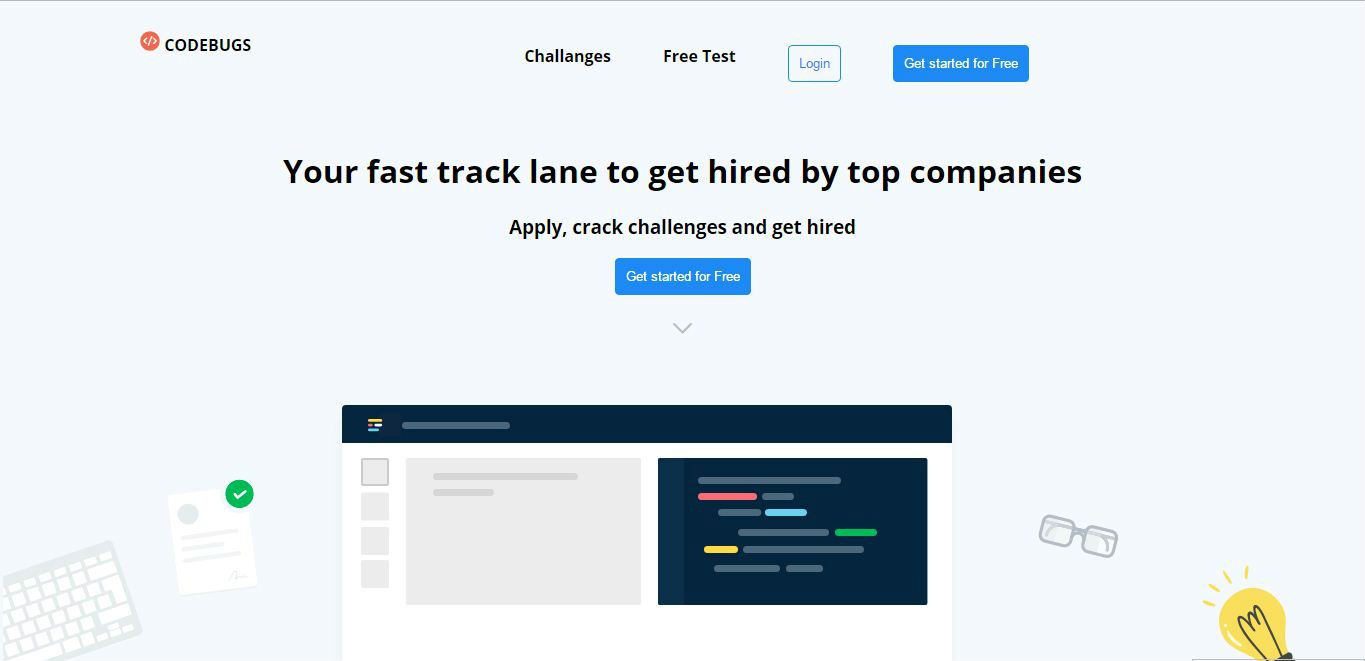 CODEBUGS
Challanges
Free Test
Login
Get started for Free
Your fast track lane to get hired by top companies
Apply, crack challenges and get hired
Get started for Free